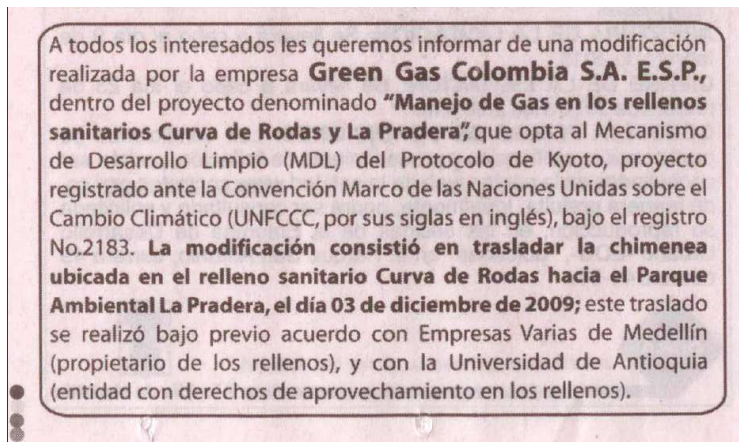 A todos los interesados les queremos informar de una modificación
realizada por la empresa Green Gas Colombia S.A. E.S.P.,
dentro del proyecto denominado “Manejo de Gas en los rellenos
sanitarios Curva de Rodas y La Pradera”, que opta al Mecanismo
de Desarrollo Limpio (MDL) del Protocolo de Kyoto, proyecto
registrado ante la Convención Marco de las Naciones Unidas sobre el
Cambio Climático (UNFCCC, por sus siglas en inglés), bajo el registro
No.2183. La modificación consistió en trasladar la chimenea
ubicada en el relleno sanitario Curva de Rodas hacia el Parque
Ambiental La Pradera, el día 03 de diciembre de 2009; este traslado
se realizó bajo previo acuerdo con Empresas Varias de Medellín
(propietario de los rellenos), y con la Universidad de Antioquia
(entidad con derechos de aprovechamiento en los rellenos).